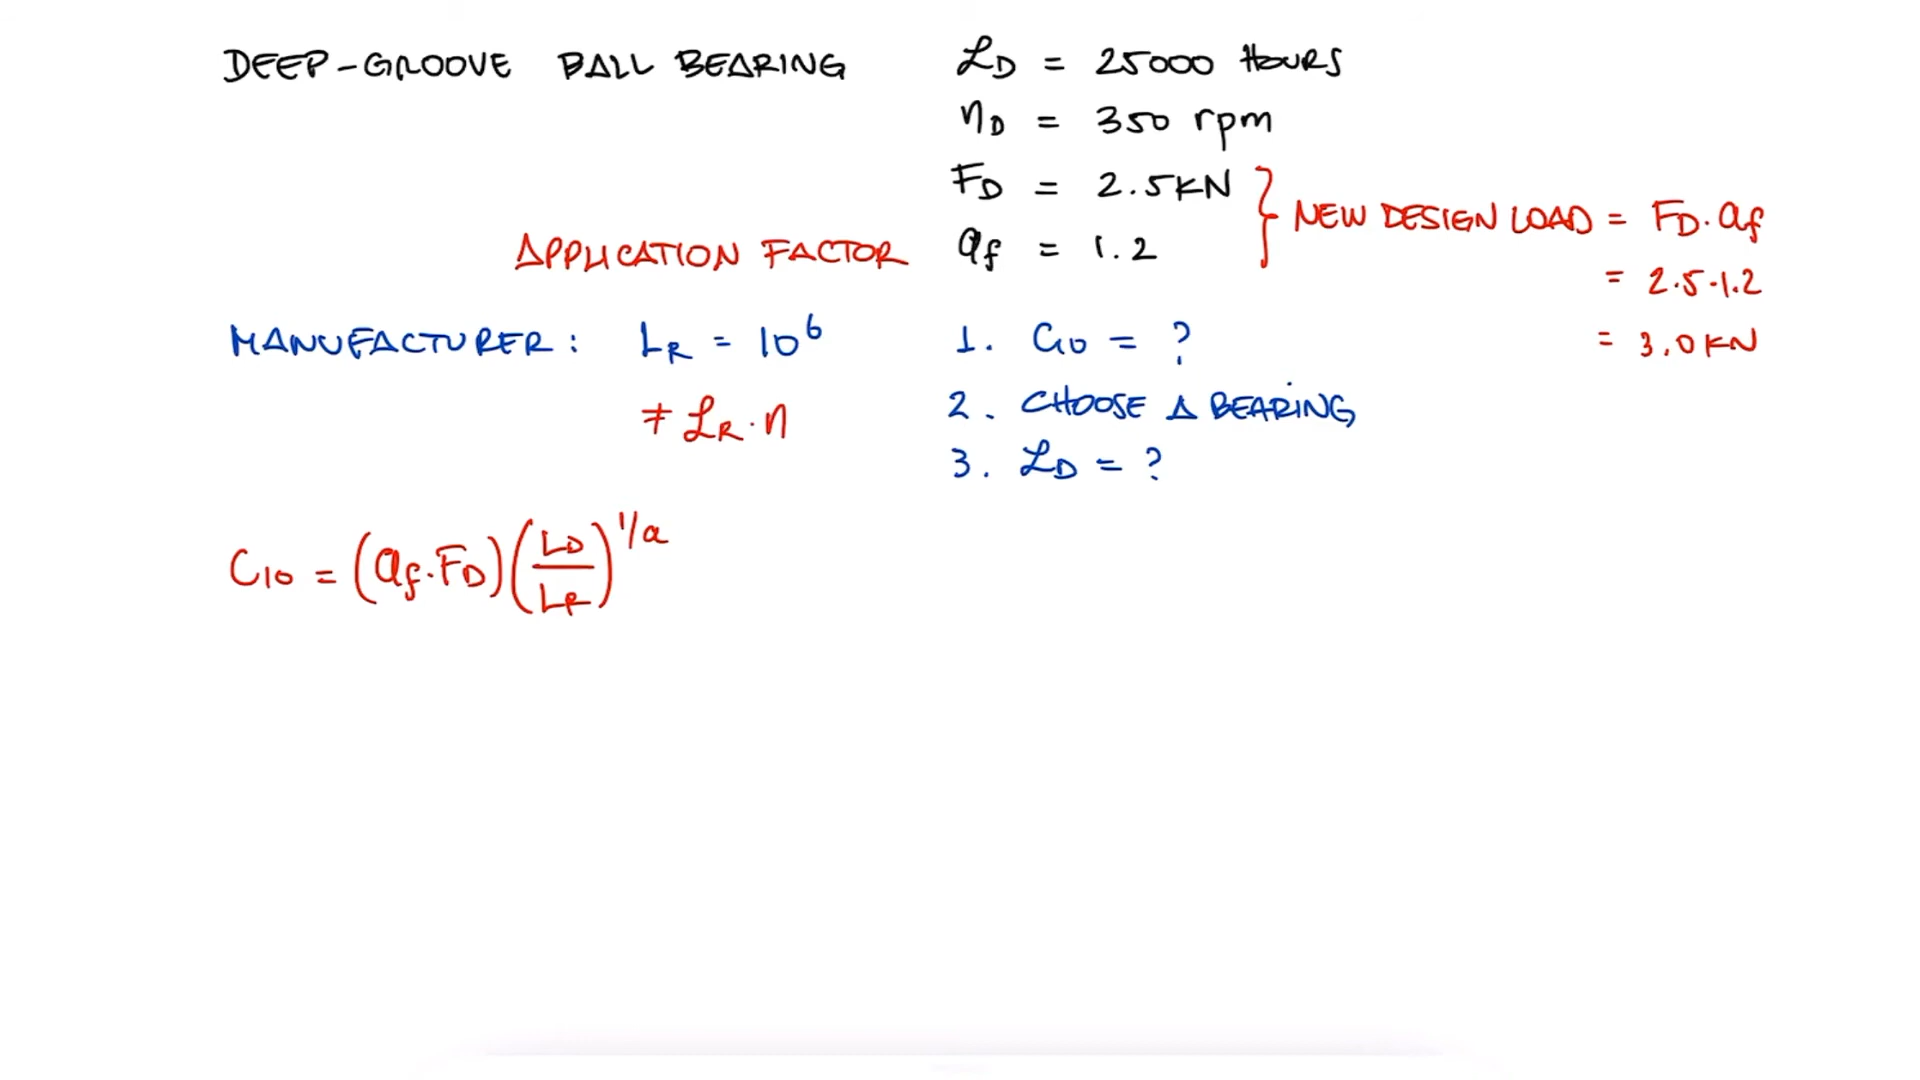 DEEP-GROOVE BALL BEARING
ℒD = 25000 HOURS
nD = 350 rpm
FD = 2.5KN
af = 1.2
APPLICATION FACTOR
NEW DESIGN LOAD = FD·af
= 2.5·1.2
= 3.0KN
MANUFACTURER: LR = 10⁶
≠ ℒR·n
1. C10 = ?
2. CHOOSE A BEARING
3. ℒD = ?
C10 = (af·FD)(LD/LR)^1/a